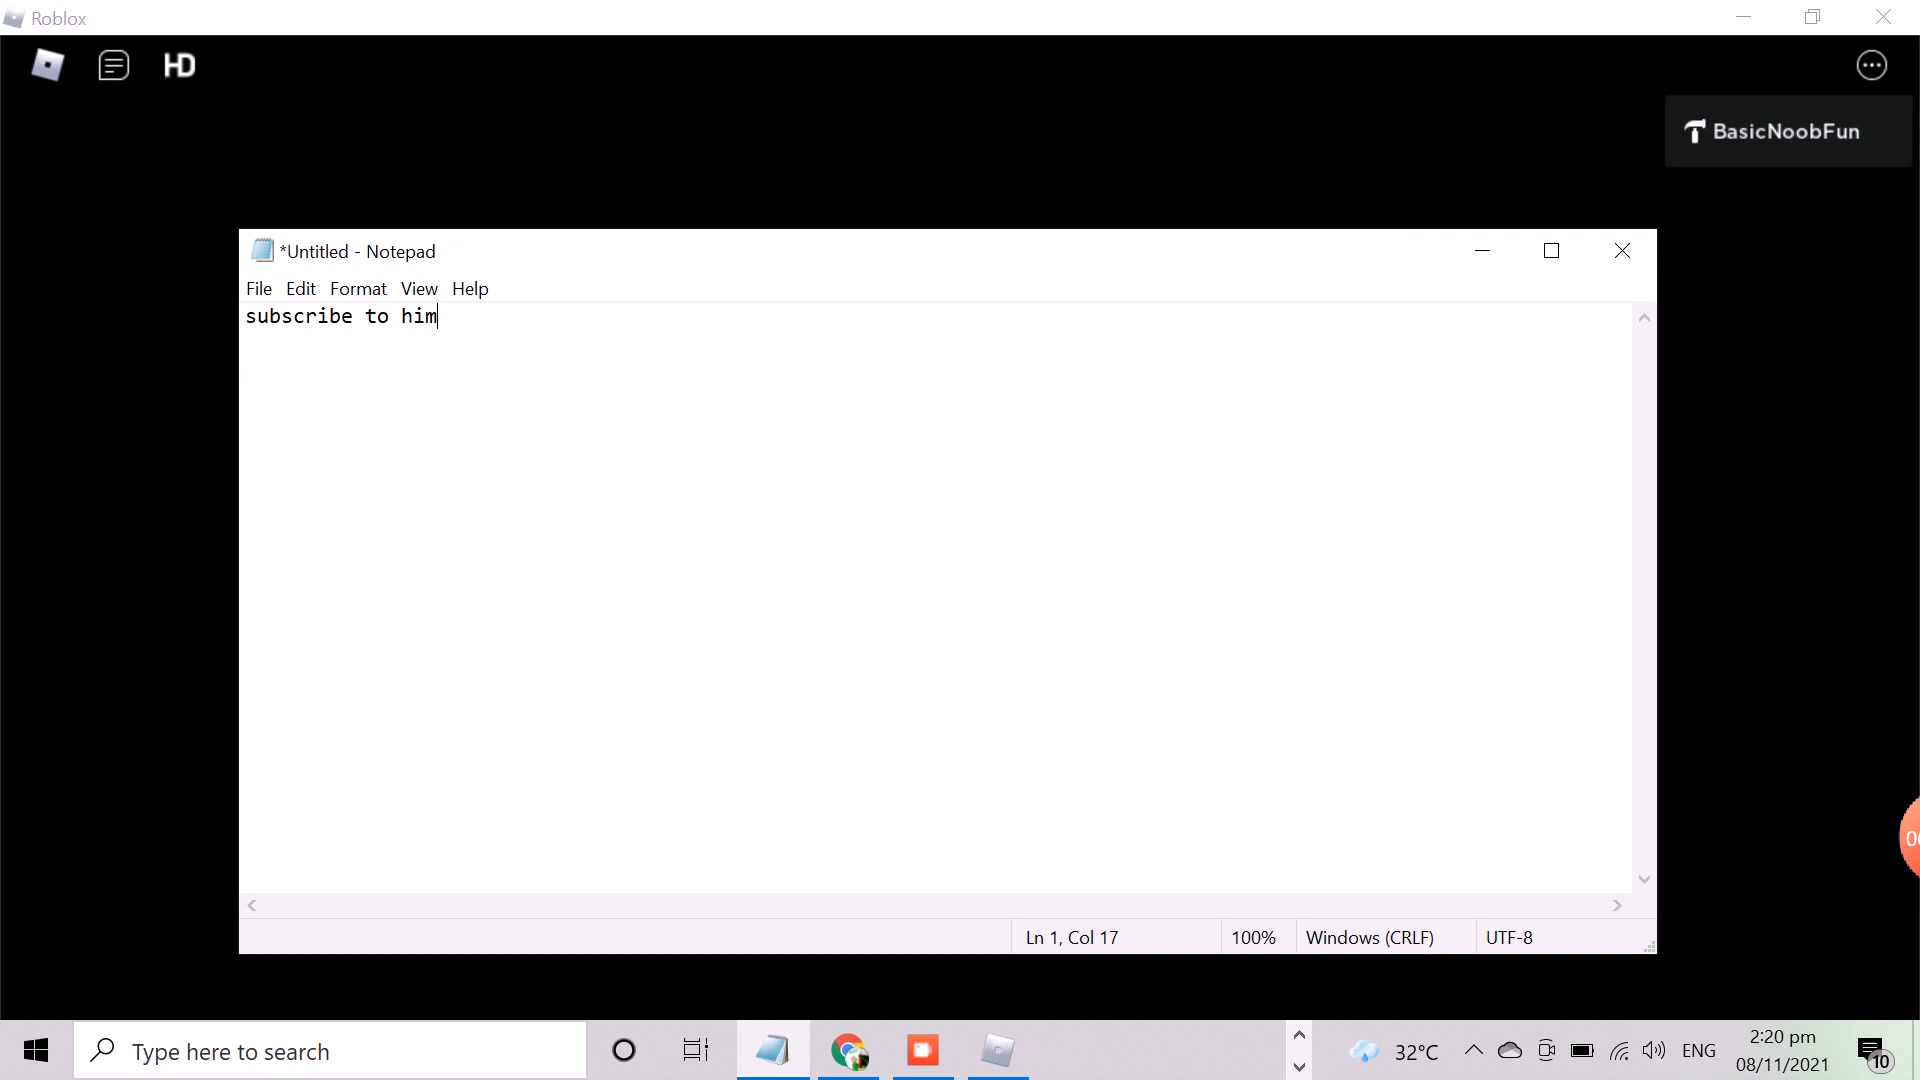 Roblox
HD
BasicNoobFun
*Untitled - Notepad
File Edit Format View Help
subscribe to him
Ln 1, Col 17 100% Windows (CRLF) UTF-8
Type here to search
32°C
ENG
2:20 pm
08/11/2021
10